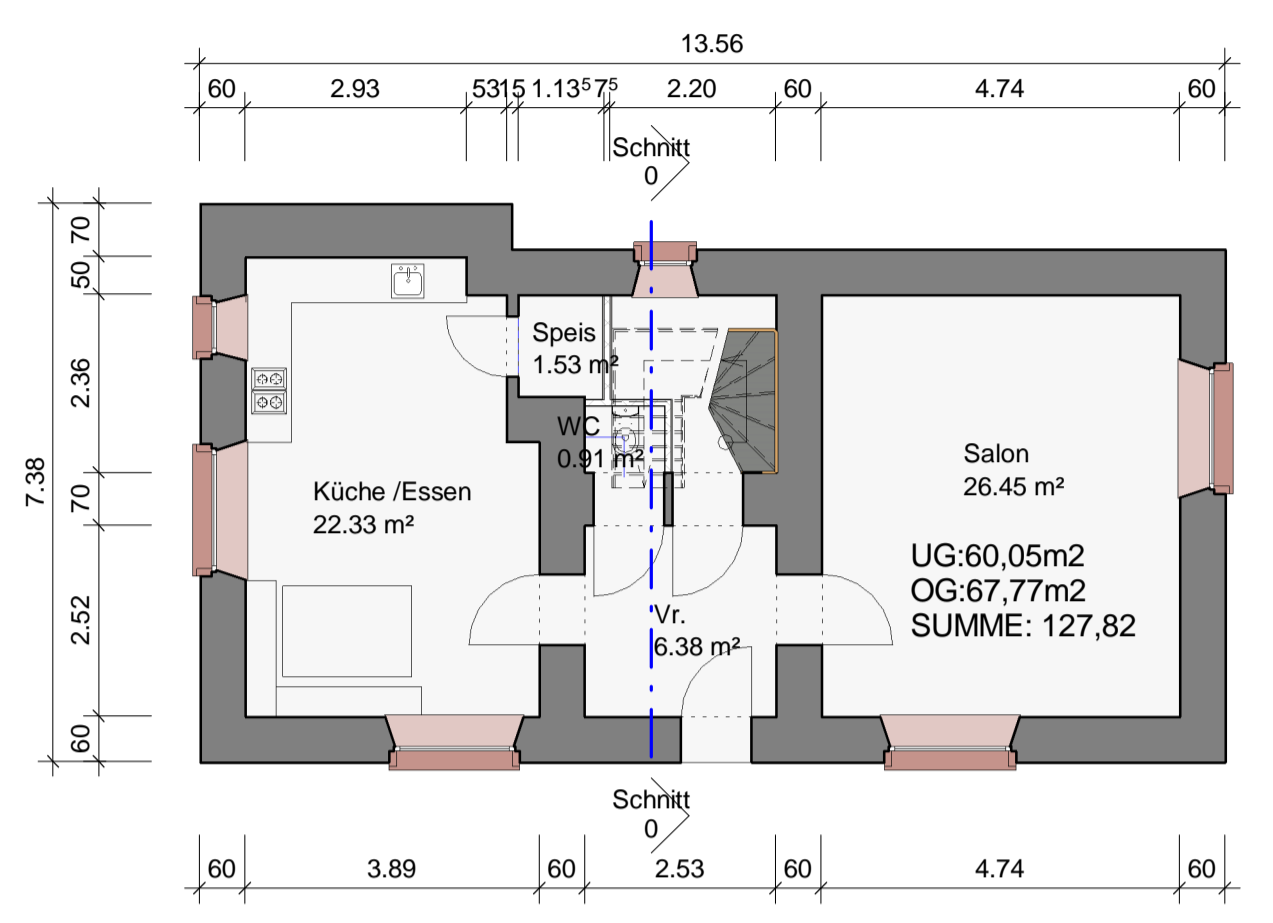 13.56
60 2.93 53 15 1.13⁵ 7⁵ 2.20 60 4.74 60
Schnitt
0
7.38
70
50
2.36
70
2.52
60
Speis
1.53 m²
WC
0.91 m²
Küche /Essen
22.33 m²
Salon
26.45 m²
UG:60,05m2
OG:67,77m2
SUMME: 127,82
Vr.
6.38 m²
Schnitt
0
60 3.89 60 2.53 60 4.74 60